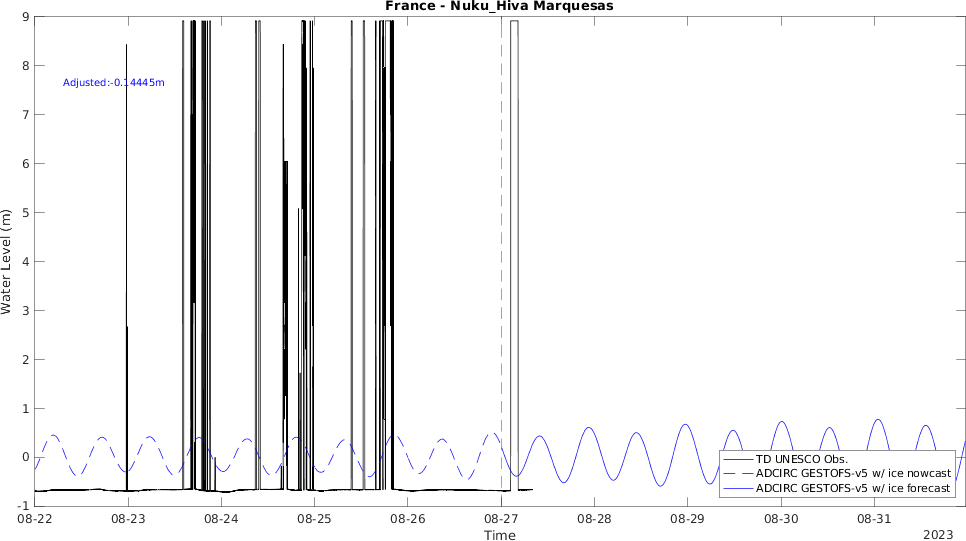 France - Nuku_Hiva Marquesas
9
8
Adjusted:-0.14445m
7
6
5
4
3
2
1
0
-1
Water Level (m)
TD UNESCO Obs.
ADCIRC GESTOFS-v5 w/ ice nowcast
ADCIRC GESTOFS-v5 w/ ice forecast
08-22 08-23 08-24 08-25 08-26 08-27 08-28 08-29 08-30 08-31
Time
2023